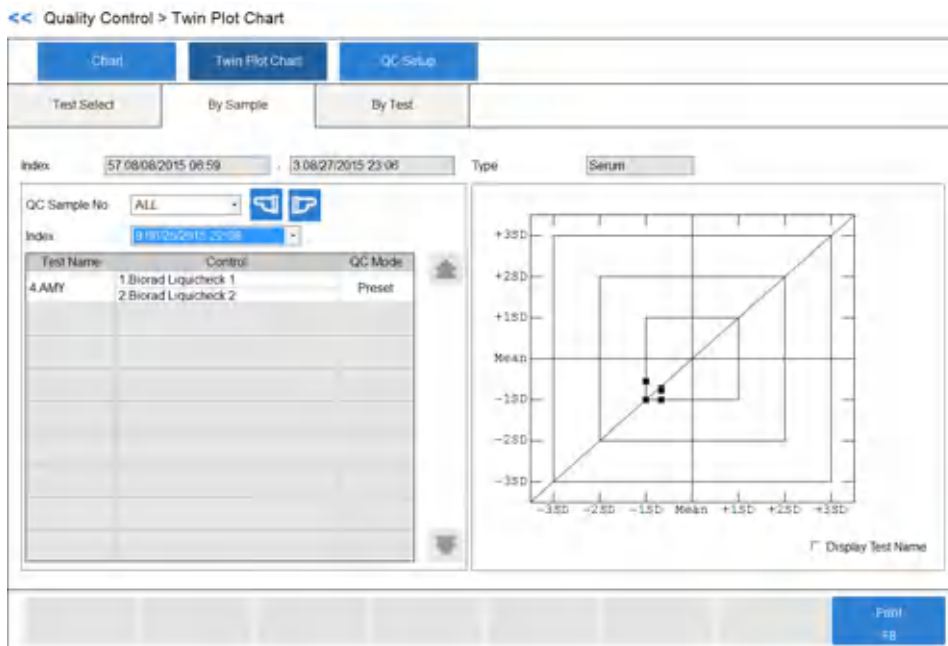 << Quality Control > Twin Plot Chart
Chart Twin Plot Chart QC Setup
Test Select By Sample By Test
Index 57 08/08/2015 06:59 - 3 08/27/2015 23:06 Type Serum
QC Sample No ALL
Index
Test Name Control QC Mode
4.AMY 1.Biorad Liquicheck 1 Preset
2.Biorad Liquicheck 2
+3SD
+2SD
+1SD
Mean
-1SD
-2SD
-3SD
-3SD -2SD -1SD Mean +1SD +2SD +3SD
Display Test Name
Print
F8